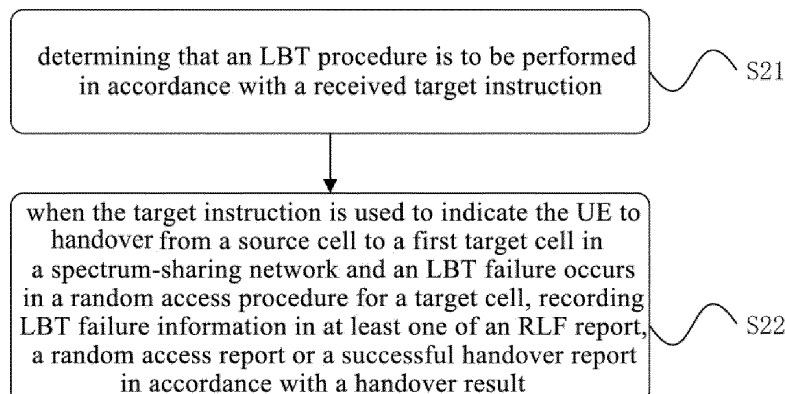 determining that an LBT procedure is to be performed
in accordance with a received target instruction
S21
when the target instruction is used to indicate the UE to
handover from a source cell to a first target cell in
a spectrum-sharing network and an LBT failure occurs
in a random access procedure for a target cell, recording
LBT failure information in at least one of an RLF report,
a random access report or a successful handover report
in accordance with a handover result
S22